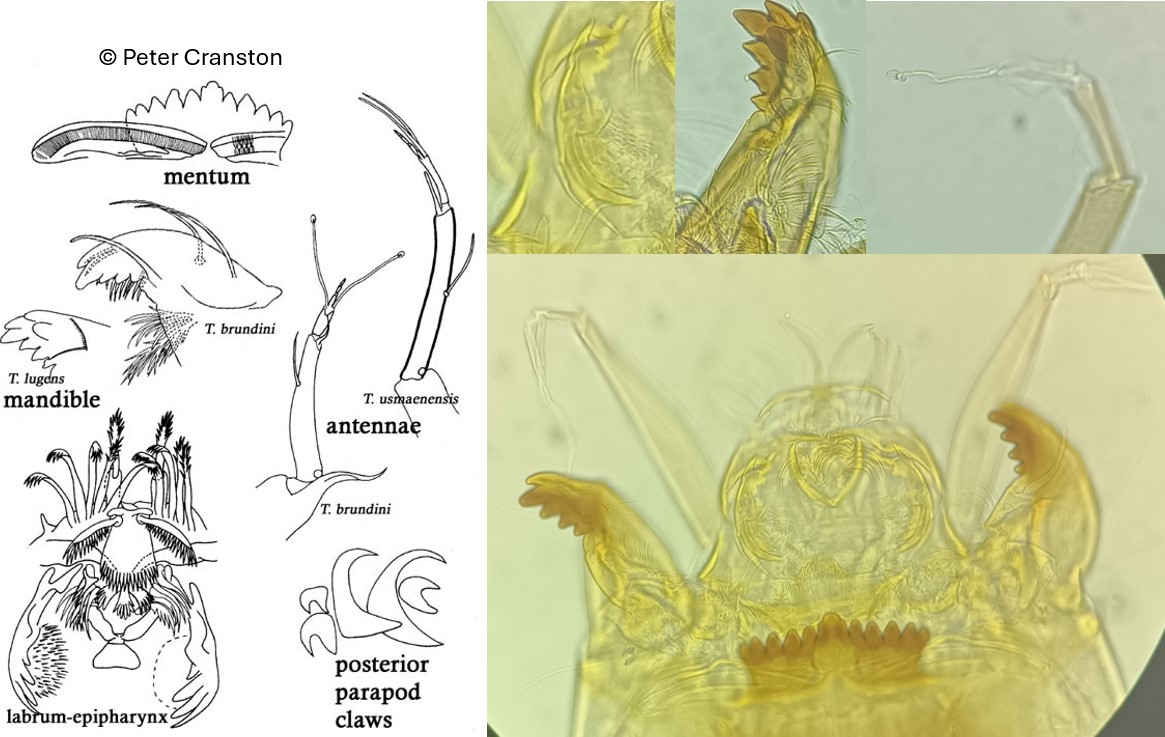 © Peter Cranston
mentum
T. brundini
T. lugens
mandible
T. usmaenensis
antennae
T. brundini
posterior
parapod
claws
labrum-epipharynx